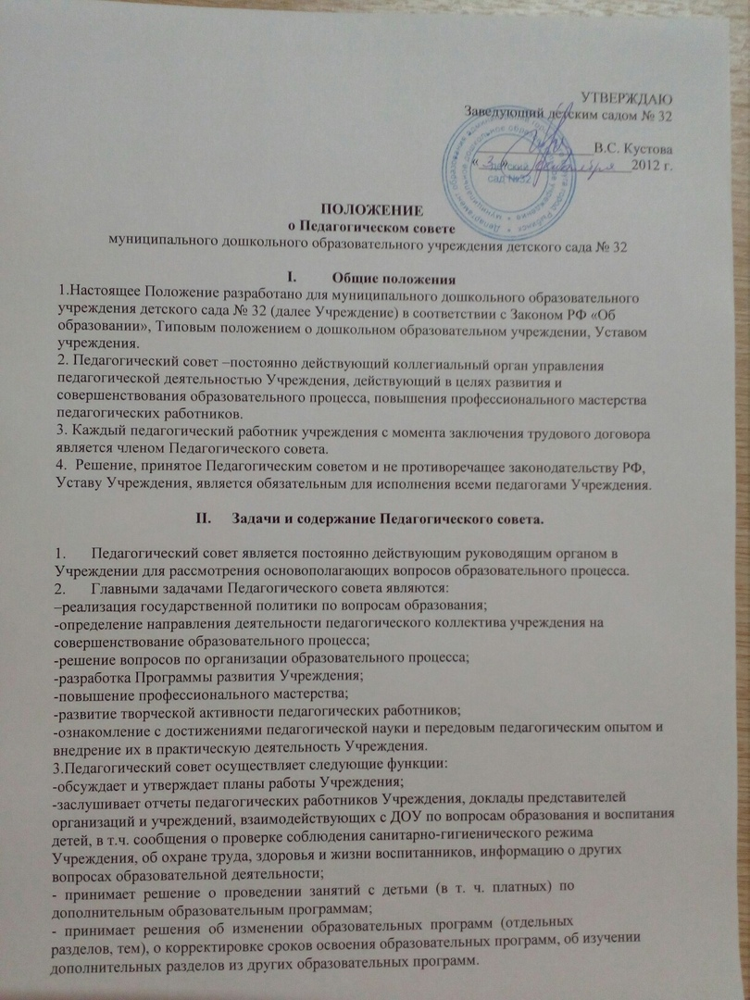 УТВЕРЖДАЮ
Заведующий детским садом № 32
В.С. Кустова
2012 г.
сад №32
ПОЛОЖЕНИЕ
о Педагогическом совете
муниципального дошкольного образовательного учреждения детского сада № 32
I. Общие положения
1.Настоящее Положение разработано для муниципального дошкольного образовательного
учреждения детского сада № 32 (далее Учреждение) в соответствии с Законом РФ «Об
образовании», Типовым положением о дошкольном образовательном учреждении, Уставом
учреждения.
2. Педагогический совет –постоянно действующий коллегиальный орган управления
педагогической деятельностью Учреждения, действующий в целях развития и
совершенствования образовательного процесса, повышения профессионального мастерства
педагогических работников.
3. Каждый педагогический работник учреждения с момента заключения трудового договора
является членом Педагогического совета.
4. Решение, принятое Педагогическим советом и не противоречащее законодательству РФ,
Уставу Учреждения, является обязательным для исполнения всеми педагогами Учреждения.
II. Задачи и содержание Педагогического совета.
1. Педагогический совет является постоянно действующим руководящим органом в
Учреждении для рассмотрения основополагающих вопросов образовательного процесса.
2. Главными задачами Педагогического совета являются:
–реализация государственной политики по вопросам образования;
-определение направления деятельности педагогического коллектива учреждения на
совершенствование образовательного процесса;
-решение вопросов по организации образовательного процесса;
-разработка Программы развития Учреждения;
-повышение профессионального мастерства;
-развитие творческой активности педагогических работников;
-ознакомление с достижениями педагогической науки и передовым педагогическим опытом и
внедрение их в практическую деятельность Учреждения.
3.Педагогический совет осуществляет следующие функции:
-обсуждает и утверждает планы работы Учреждения;
-заслушивает отчеты педагогических работников Учреждения, доклады представителей
организаций и учреждений, взаимодействующих с ДОУ по вопросам образования и воспитания
детей, в т.ч. сообщения о проверке соблюдения санитарно-гигиенического режима
Учреждения, об охране труда, здоровья и жизни воспитанников, информацию о других
вопросах образовательной деятельности;
- принимает решение о проведении занятий с детьми (в т. ч. платных) по
дополнительным образовательным программам;
- принимает решения об изменении образовательных программ (отдельных
разделов, тем), о корректировке сроков освоения образовательных программ, об изучении
дополнительных разделов из других образовательных программ.